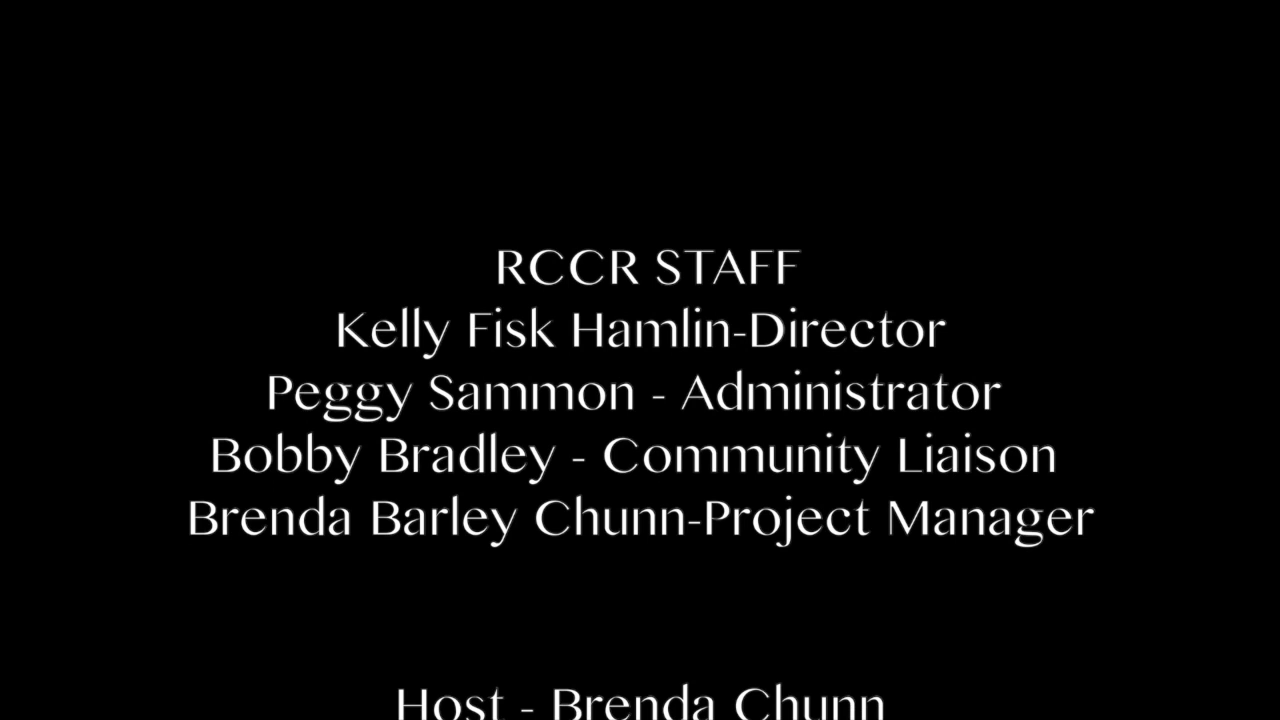 RCCR STAFF
Kelly Fisk Hamlin-Director
Peggy Sammon - Administrator
Bobby Bradley - Community Liaison
Brenda Barley Chunn-Project Manager
Host - Brenda Chunn